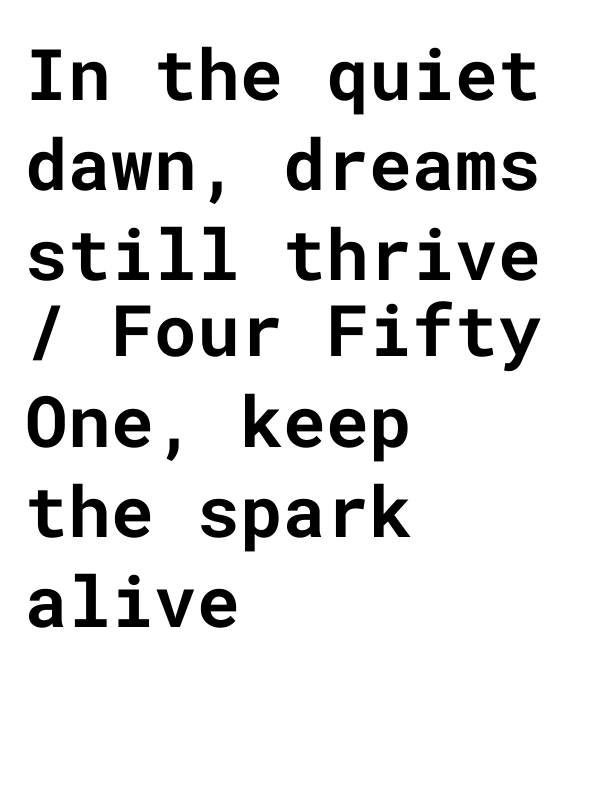 In the quiet
dawn, dreams
still thrive
/ Four Fifty
One, keep
the spark
alive